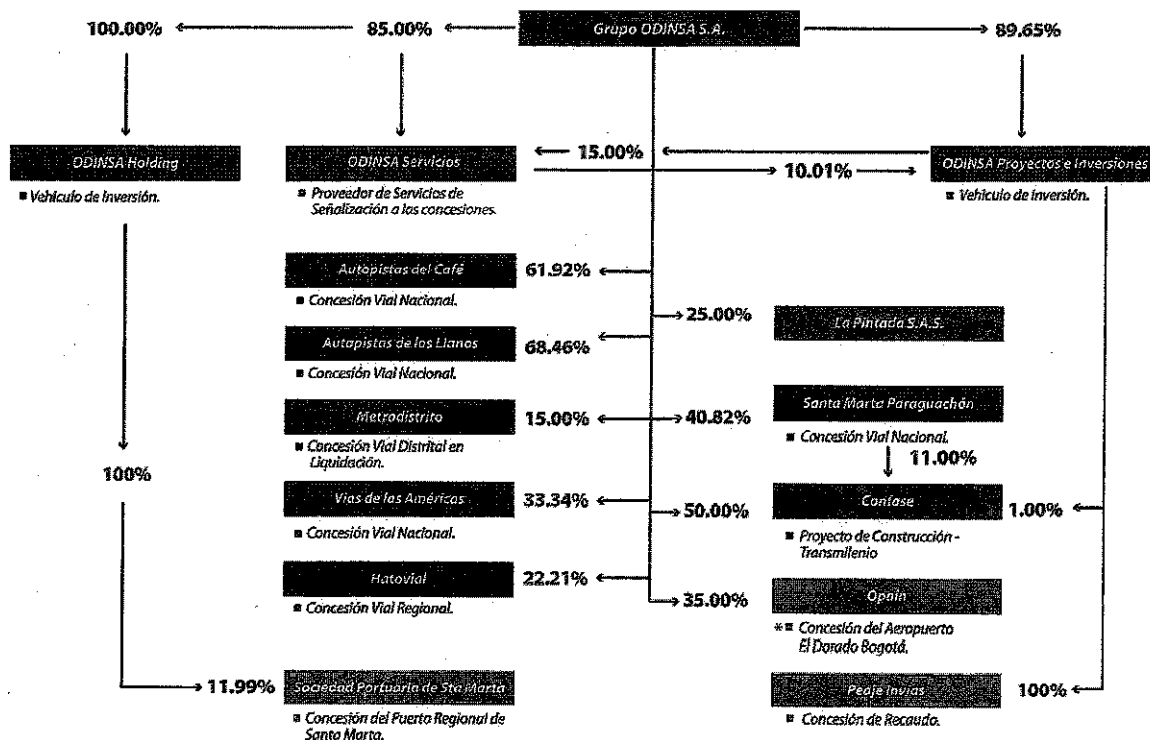 100.00%
85.00%
Grupo ODINSA S.A.
89.65%
ODINSA Holding
■ Vehículo de Inversión.
ODINSA Servicios
■ Proveedor de Servicios de
Señalización a las concesiones.
15.00%
10.01%
ODINSA Proyectos e Inversiones
■ Vehículo de inversión.
Autopistas del Café
61.92%
■ Concesión Vial Nacional.
25.00%
La Pintada S.A.S.
Autopistas de los Llanos
68.46%
■ Concesión Vial Nacional.
Metrodistrito
15.00%
40.82%
Santa Marta Paraguachón
■ Concesión Vial Distrital en
Liquidación.
■ Concesión Vial Nacional.
11.00%
100%
Vías de las Américas
33.34%
■ Concesión Vial Nacional.
50.00%
Confase
1.00%
■ Proyecto de Construcción -
Transmilenio
Hatovial
22.21%
■ Concesión Vial Regional.
35.00%
Opain
*■ Concesión del Aeropuerto
El Dorado Bogotá.
11.99%
Sociedad Portuaria de Sta Marta
■ Concesión del Puerto Regional de
Santa Marta.
Peaje Invias
100%
■ Concesión de Recaudo.